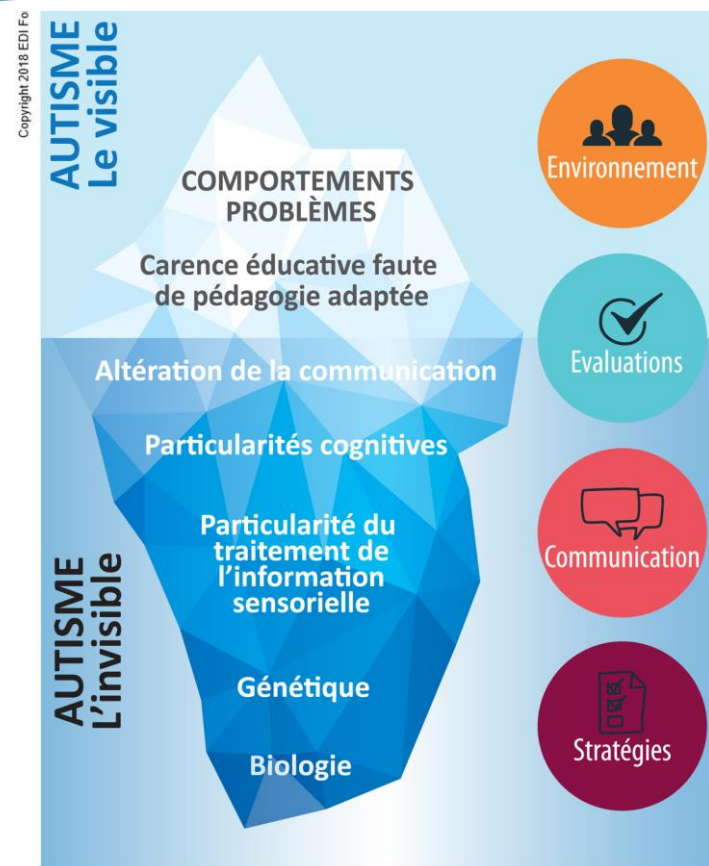 Copyright 2018 EDI Fo
AUTISME
Le visible
COMPORTEMENTS
PROBLÈMES
Carence éducative faute
de pédagogie adaptée
Altération de la communication
Particularités cognitives
Particularité du
traitement de
l'information
sensorielle
Génétique
Biologie
AUTISME
L'invisible
Environnement
Evaluations
Communication
Stratégies